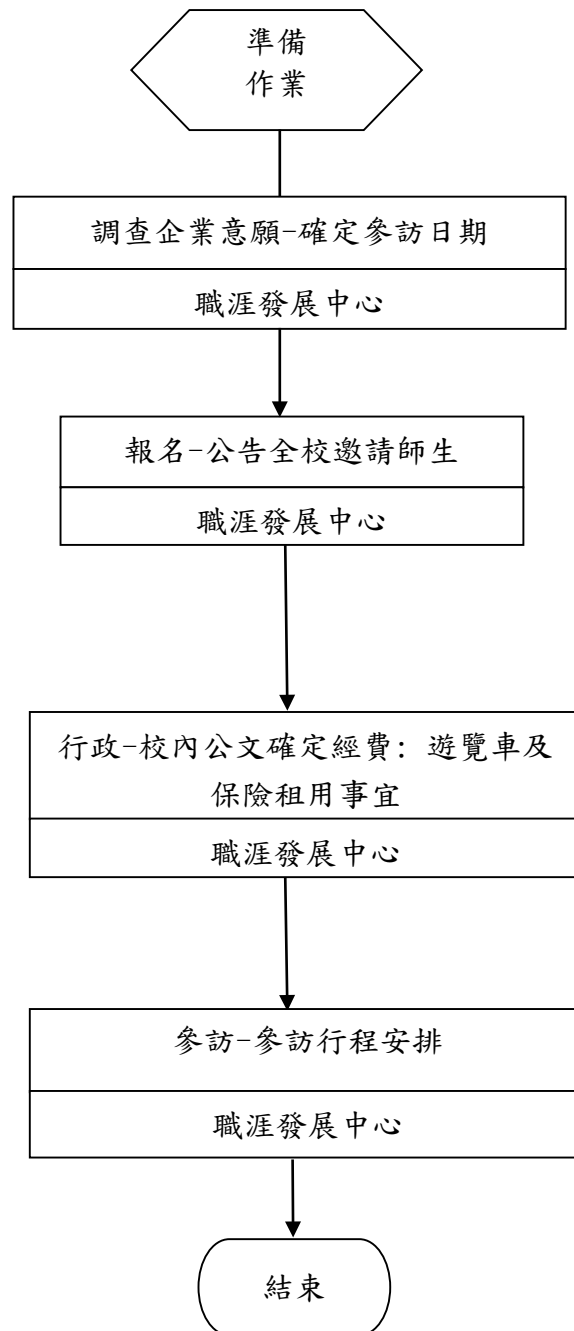 準備
作業
調查企業意願-確定參訪日期
職涯發展中心
報名-公告全校邀請師生
職涯發展中心
行政-校內公文確定經費: 遊覽車及
保險租用事宜
職涯發展中心
參訪-參訪行程安排
職涯發展中心
結束